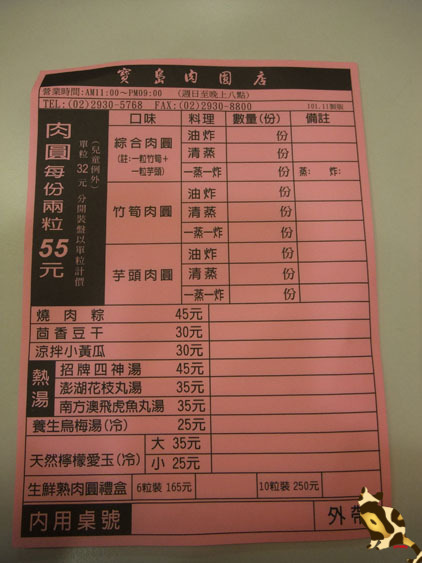 寶島肉圓店
營業時間:AM11:00~PM09:00 (週日至晚上八點)
TEL:(02)2930-5768 FAX:(02)2930-8800 101.11製版
口味 料理 數量(份) 備註
肉圓每份兩粒55元
(兒童例外)
單粒32元 分開裝盤以單粒計價
綜合肉圓
(註:一粒竹筍+
一粒芋頭)
油炸 份
清蒸 份
一蒸一炸 份 蒸: 炸:
竹筍肉圓
油炸 份
清蒸 份
一蒸一炸 份
芋頭肉圓
油炸 份
清蒸 份
一蒸一炸 份
燒肉粽 45元
茴香豆干 30元
涼拌小黃瓜 30元
熱湯
招牌四神湯 45元
澎湖花枝丸湯 35元
南方澳飛虎魚丸湯 35元
養生烏梅湯(冷) 25元
天然檸檬愛玉(冷)
大 35元
小 25元
生鮮熟肉圓禮盒 6粒裝 165元 10粒裝 250元
內用桌號 外帶